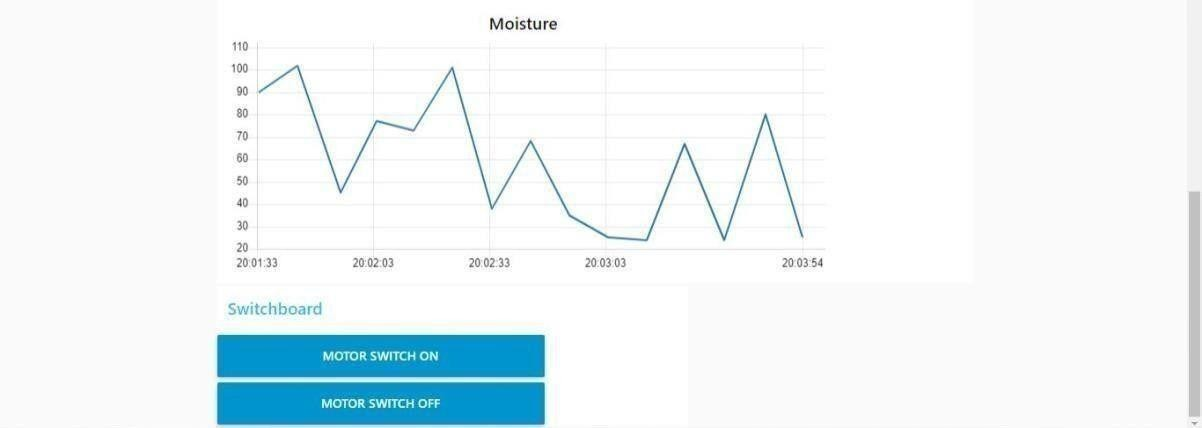 Moisture
110
100
90
80
70
60
50
40
30
20
20:01:33 20:02:03 20:02:33 20:03:03 20:03:54
Switchboard
MOTOR SWITCH ON
MOTOR SWITCH OFF